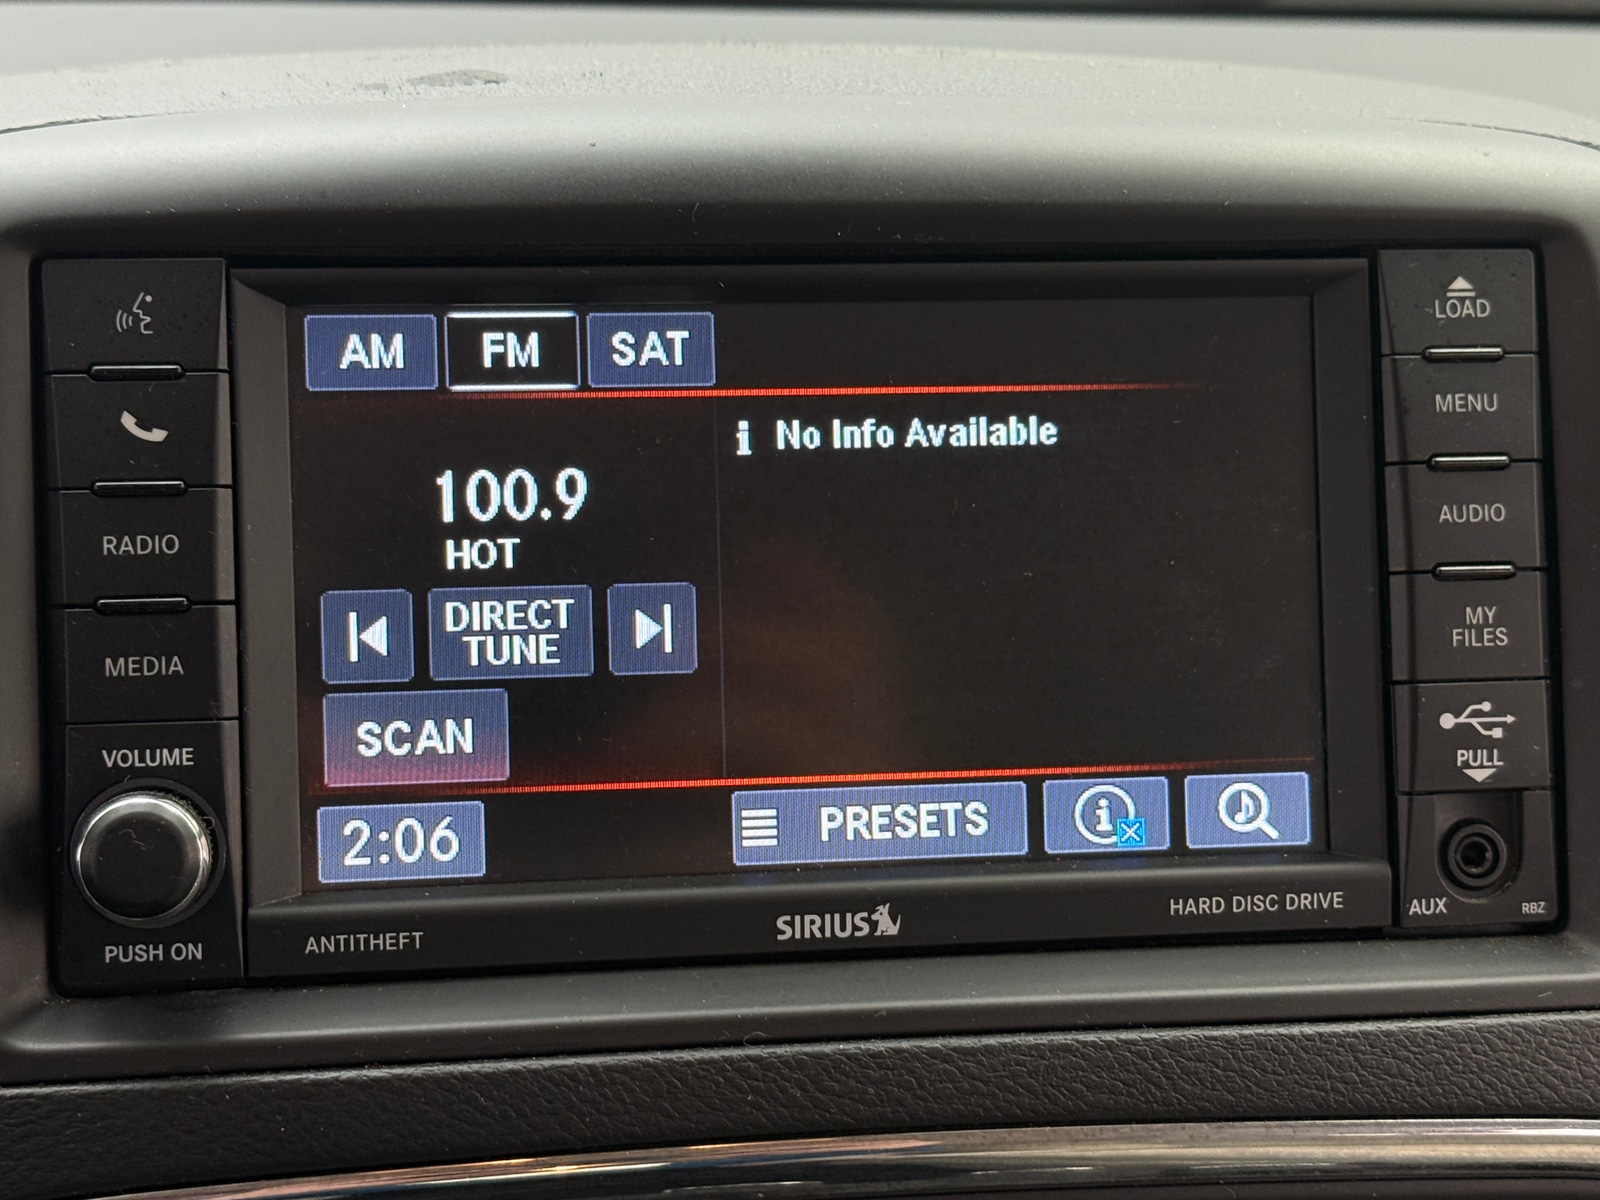 AM FM SAT
i No Info Available
100.9
HOT
DIRECT
TUNE
SCAN
2:06
PRESETS
RADIO
MEDIA
VOLUME
PUSH ON
LOAD
MENU
AUDIO
MY
FILES
PULL
AUX
RBZ
ANTITHEFT
SIRIUS
HARD DISC DRIVE